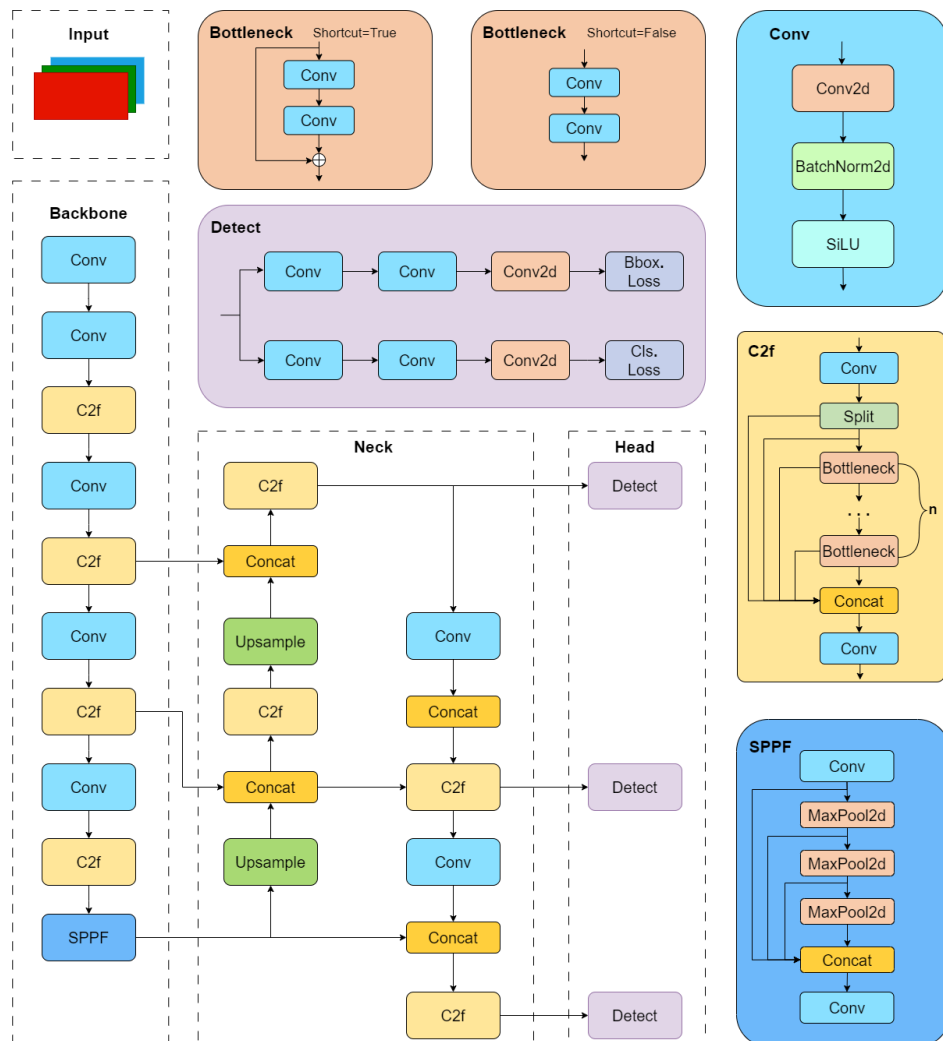 Input
Bottleneck Shortcut=True
Conv
Conv
Bottleneck Shortcut=False
Conv
Conv
Conv
Conv2d
BatchNorm2d
SiLU
Backbone
Conv
Conv
C2f
Conv
C2f
Conv
C2f
Conv
C2f
SPPF
Detect
Conv
Conv
Conv2d
Bbox.
Loss
Conv
Conv
Conv2d
Cls.
Loss
Neck
C2f
Concat
Upsample
C2f
Concat
Upsample
Conv
Concat
C2f
Conv
Concat
C2f
Head
Detect
Detect
Detect
C2f
Conv
Split
Bottleneck
...
n
Bottleneck
Concat
Conv
SPPF
Conv
MaxPool2d
MaxPool2d
MaxPool2d
Concat
Conv